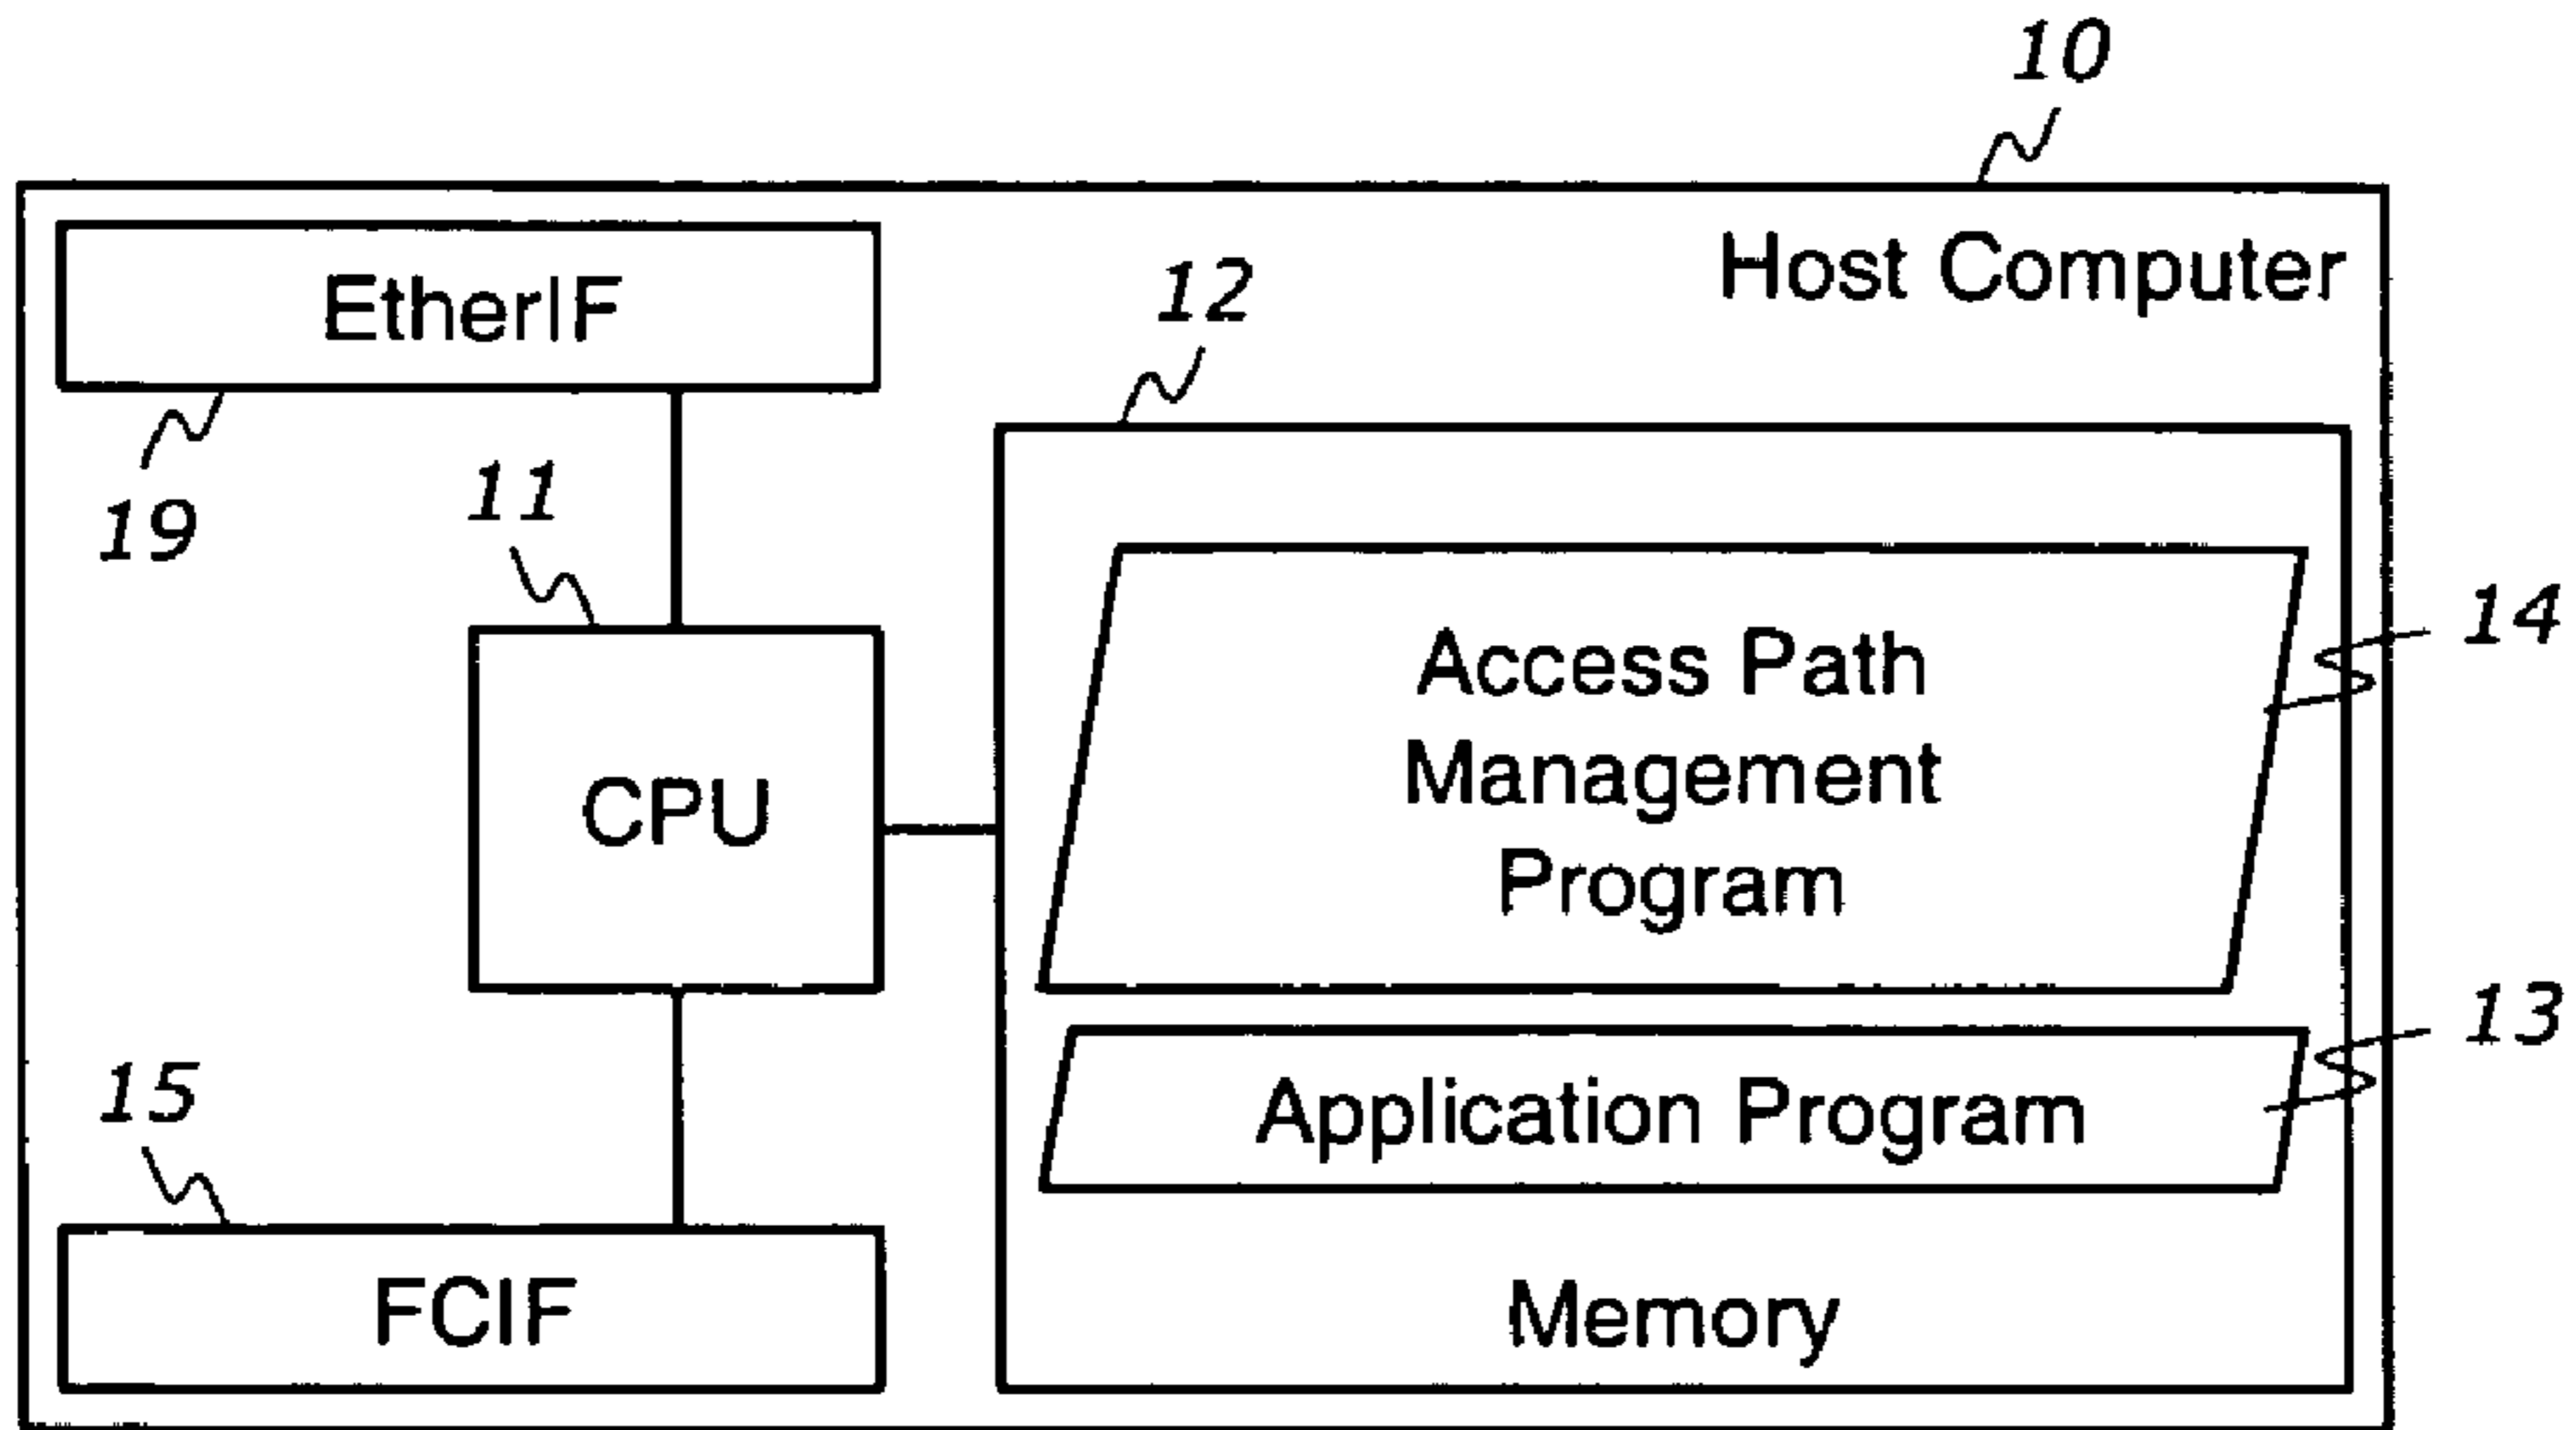 10
Host Computer
EtherIF
12
19
11
14
Access Path
Management
Program
CPU
13
15
Application Program
FCIF
Memory